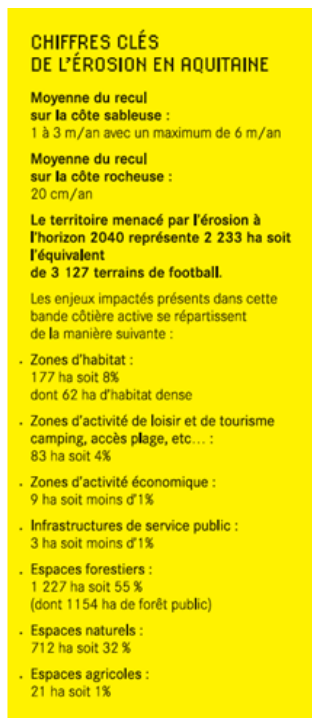 CHIFFRES CLÉS
DE L'ÉROSION EN AQUITAINE
Moyenne du recul
sur la côte sableuse :
1 à 3 m/an avec un maximum de 6 m/an
Moyenne du recul
sur la côte rocheuse :
20 cm/an
Le territoire menacé par l'érosion à
l'horizon 2040 représente 2 233 ha soit
l'équivalent
de 3 127 terrains de football.
Les enjeux impactés présents dans cette
bande côtière active se répartissent
de la manière suivante :
. Zones d'habitat :
177 ha soit 8%
dont 62 ha d'habitat dense
. Zones d'activité de loisir et de tourisme
camping, accès plage, etc... :
83 ha soit 4%
. Zones d'activité économique :
9 ha soit moins d'1%
. Infrastructures de service public :
3 ha soit moins d'1%
. Espaces forestiers :
1 227 ha soit 55 %
(dont 1154 ha de forêt public)
. Espaces naturels :
712 ha soit 32 %
. Espaces agricoles :
21 ha soit 1%